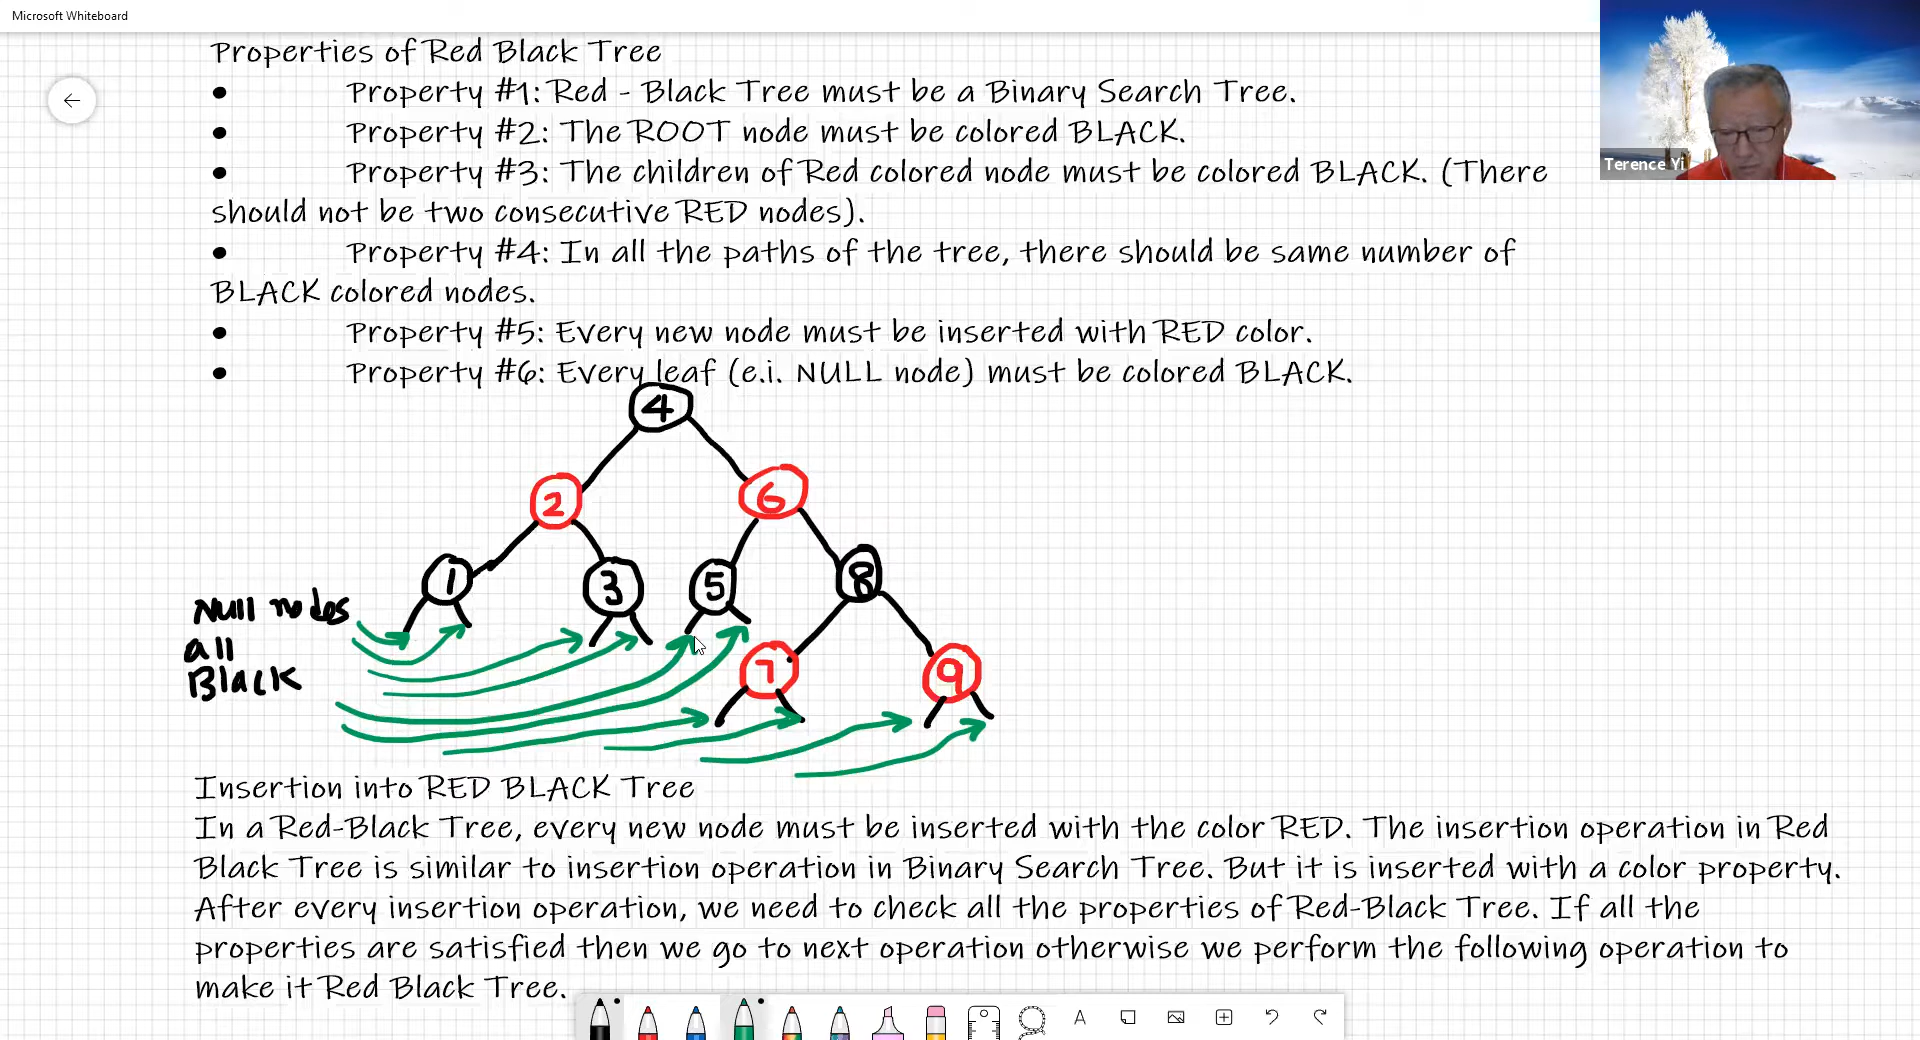 Microsoft Whiteboard
Properties of Red Black Tree
● Property #1: Red - Black Tree must be a Binary Search Tree.
● Property #2: The ROOT node must be colored BLACK.
● Property #3: The children of Red colored node must be colored BLACK. (There
should not be two consecutive RED nodes).
● Property #4: In all the paths of the tree, there should be same number of
BLACK colored nodes.
● Property #5: Every new node must be inserted with RED color.
● Property #6: Every leaf (e.i. NULL node) must be colored BLACK.
Terence Yi
4
2 6
1 3 5 8
Null nodes
all
Black
7 9
Insertion into RED BLACK Tree
In a Red-Black Tree, every new node must be inserted with the color RED. The insertion operation in Red
Black Tree is similar to insertion operation in Binary Search Tree. But it is inserted with a color property.
After every insertion operation, we need to check all the properties of Red-Black Tree. If all the
properties are satisfied then we go to next operation otherwise we perform the following operation to
make it Red Black Tree.
A